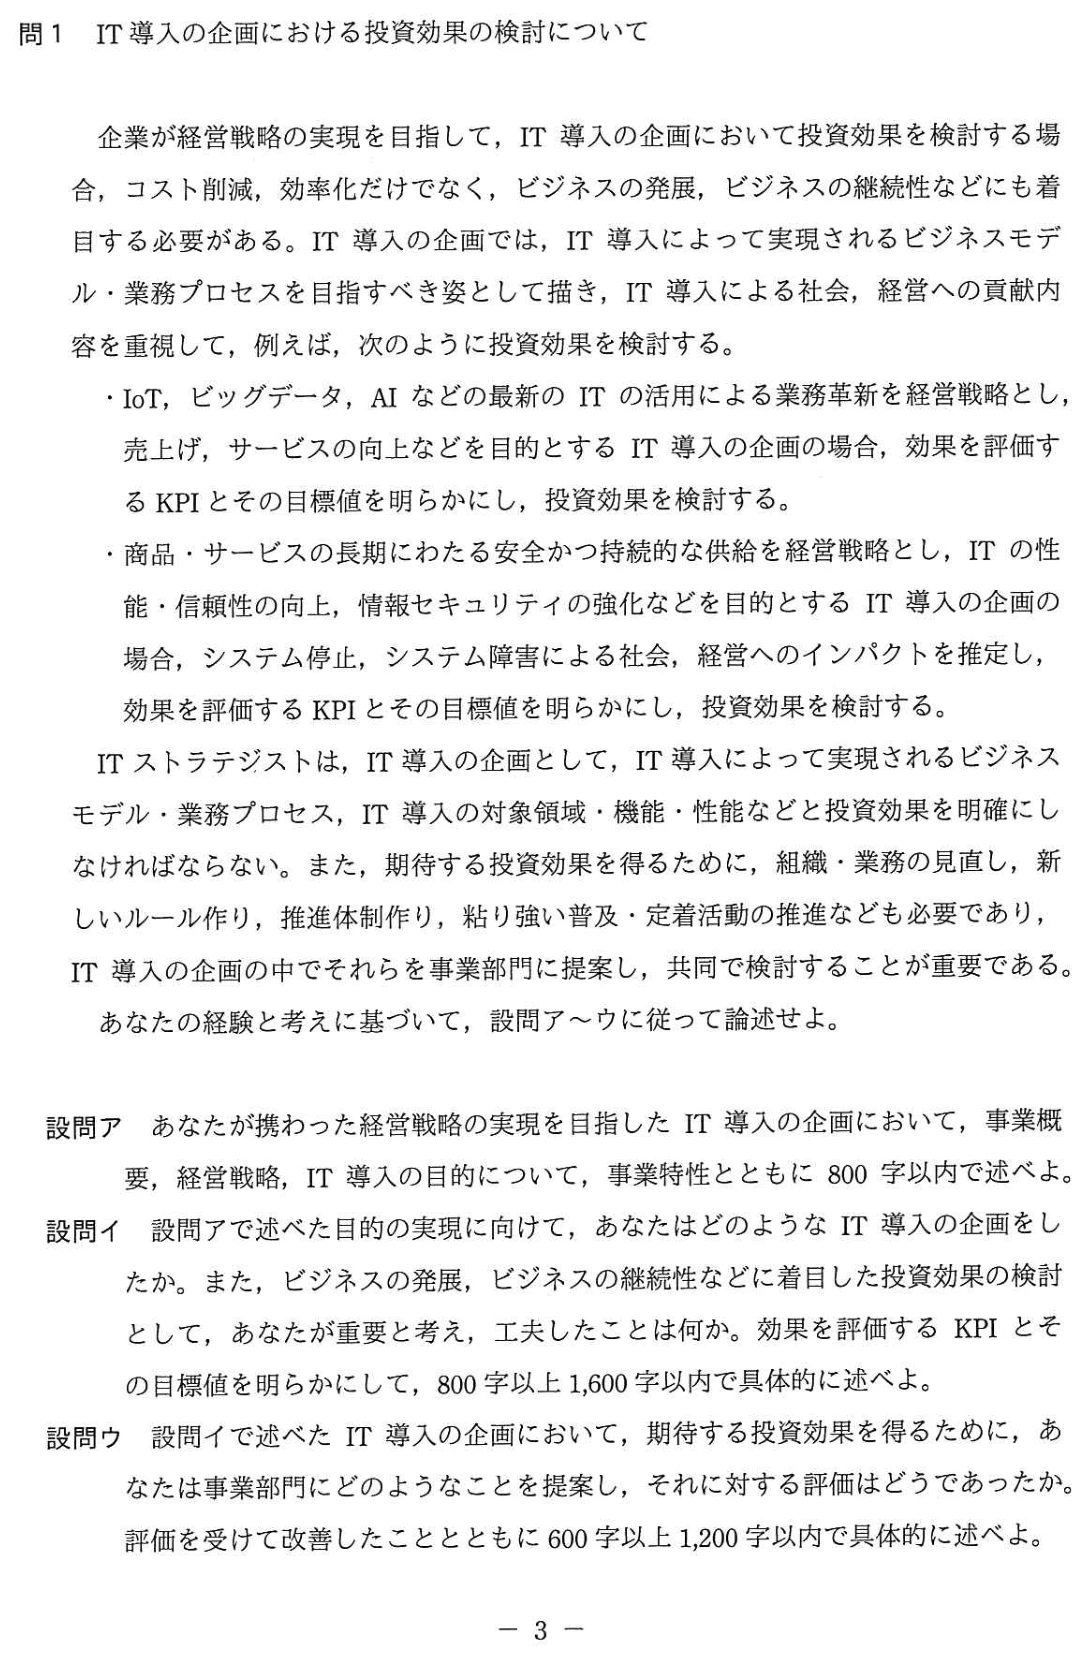 問1　IT導入の企画における投資効果の検討について
企業が経営戦略の実現を目指して，IT 導入の企画において投資効果を検討する場
合，コスト削減，効率化だけでなく，ビジネスの発展，ビジネスの継続性などにも着
目する必要がある。IT 導入の企画では，IT 導入によって実現されるビジネスモデ
ル・業務プロセスを目指すべき姿として描き，IT 導入による社会，経営への貢献内
容を重視して，例えば，次のように投資効果を検討する。
・IoT，ビッグデータ，AI などの最新の IT の活用による業務革新を経営戦略とし，
売上げ，サービスの向上などを目的とする IT 導入の企画の場合，効果を評価す
る KPI とその目標値を明らかにし，投資効果を検討する。
・商品・サービスの長期にわたる安全かつ持続的な供給を経営戦略とし，IT の性
能・信頼性の向上，情報セキュリティの強化などを目的とする IT 導入の企画の
場合，システム停止，システム障害による社会，経営へのインパクトを推定し，
効果を評価する KPI とその目標値を明らかにし，投資効果を検討する。
IT ストラテジストは，IT 導入の企画として，IT 導入によって実現されるビジネス
モデル・業務プロセス，IT 導入の対象領域・機能・性能などと投資効果を明確にし
なければならない。また，期待する投資効果を得るために，組織・業務の見直し，新
しいルール作り，推進体制作り，粘り強い普及・定着活動の推進なども必要であり，
IT 導入の企画の中でそれらを事業部門に提案し，共同で検討することが重要である。
あなたの経験と考えに基づいて，設問ア～ウに従って論述せよ。
設問ア　あなたが携わった経営戦略の実現を目指した IT 導入の企画において，事業概
要，経営戦略，IT 導入の目的について，事業特性とともに 800 字以内で述べよ。
設問イ　設問アで述べた目的の実現に向けて，あなたはどのような IT 導入の企画をし
たか。また，ビジネスの発展，ビジネスの継続性などに着目した投資効果の検討
として，あなたが重要と考え，工夫したことは何か。効果を評価する KPI とそ
の目標値を明らかにして，800 字以上 1,600 字以内で具体的に述べよ。
設問ウ　設問イで述べた IT 導入の企画において，期待する投資効果を得るために，あ
なたは事業部門にどのようなことを提案し，それに対する評価はどうであったか。
評価を受けて改善したこととともに 600 字以上 1,200 字以内で具体的に述べよ。
－ 3 －